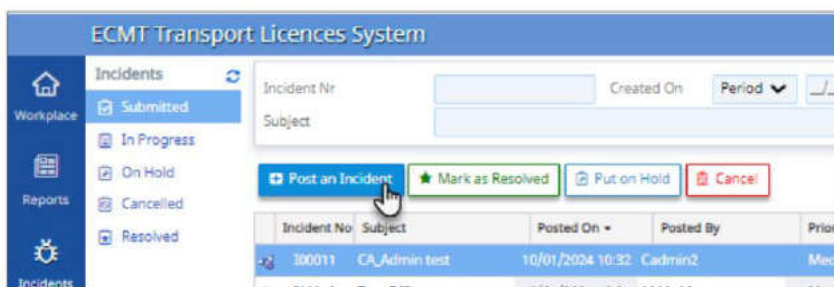 ECMT Transport Licences System
Workplace
Reports
Incidents
Incidents
Submitted
In Progress
On Hold
Cancelled
Resolved
Incident Nr
Created On
Period
Subject
Post an Incident
Mark as Resolved
Put on Hold
Cancel
Incident No Subject Posted On Posted By
I00011 CA_Admin test 10/01/2024 10:32 Cadmin2